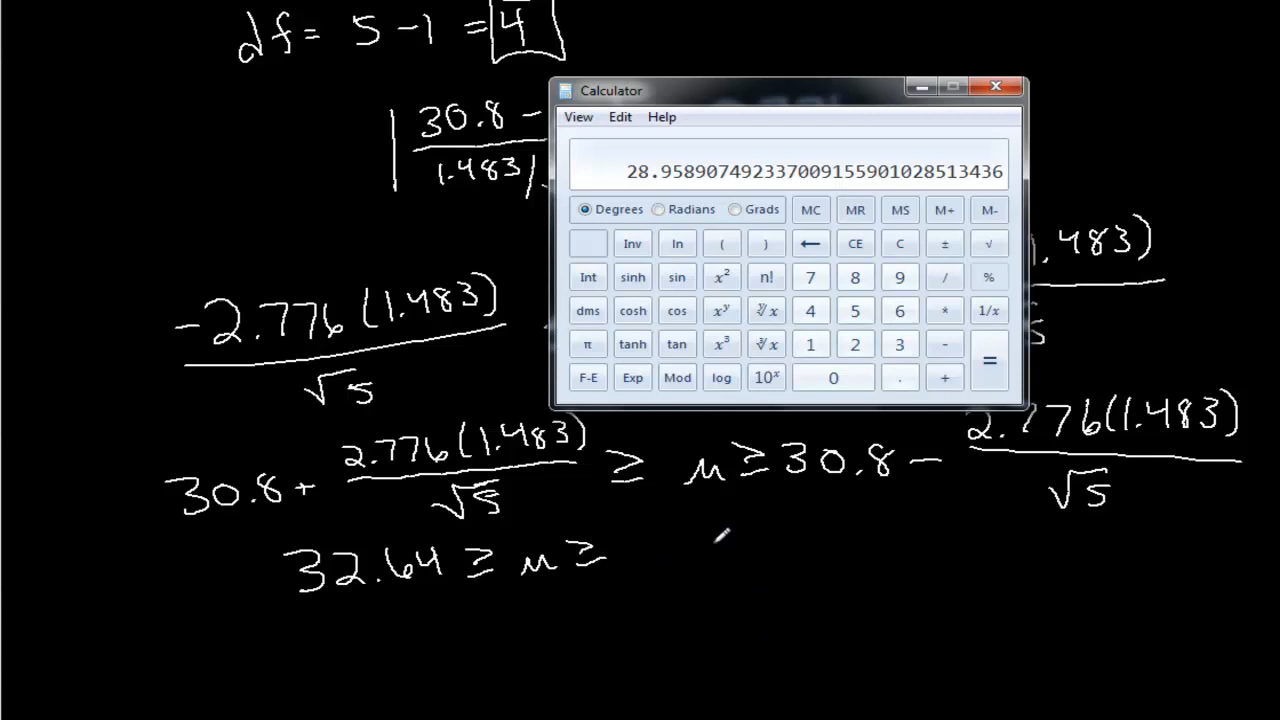 df = 5 - 1 = 4
| 30.8 -
1.483/
Calculator
View Edit Help
28.958907492337009155901028513436
Degrees Radians Grads MC MR MS M+ M-
Inv ln ( ) ← CE C ± √
Int sinh sin x² n! 7 8 9 / %
dms cosh cos xʸ ʸ√x 4 5 6 * 1/x
π tanh tan x³ ³√x 1 2 3 - =
F-E Exp Mod log 10ˣ 0 . +
.483)
5
-2.776(1.483)
√5
30.8 + 2.776(1.483) ≥ μ ≥ 30.8 - 2.776(1.483)
√5 √5
32.64 ≥ μ ≥